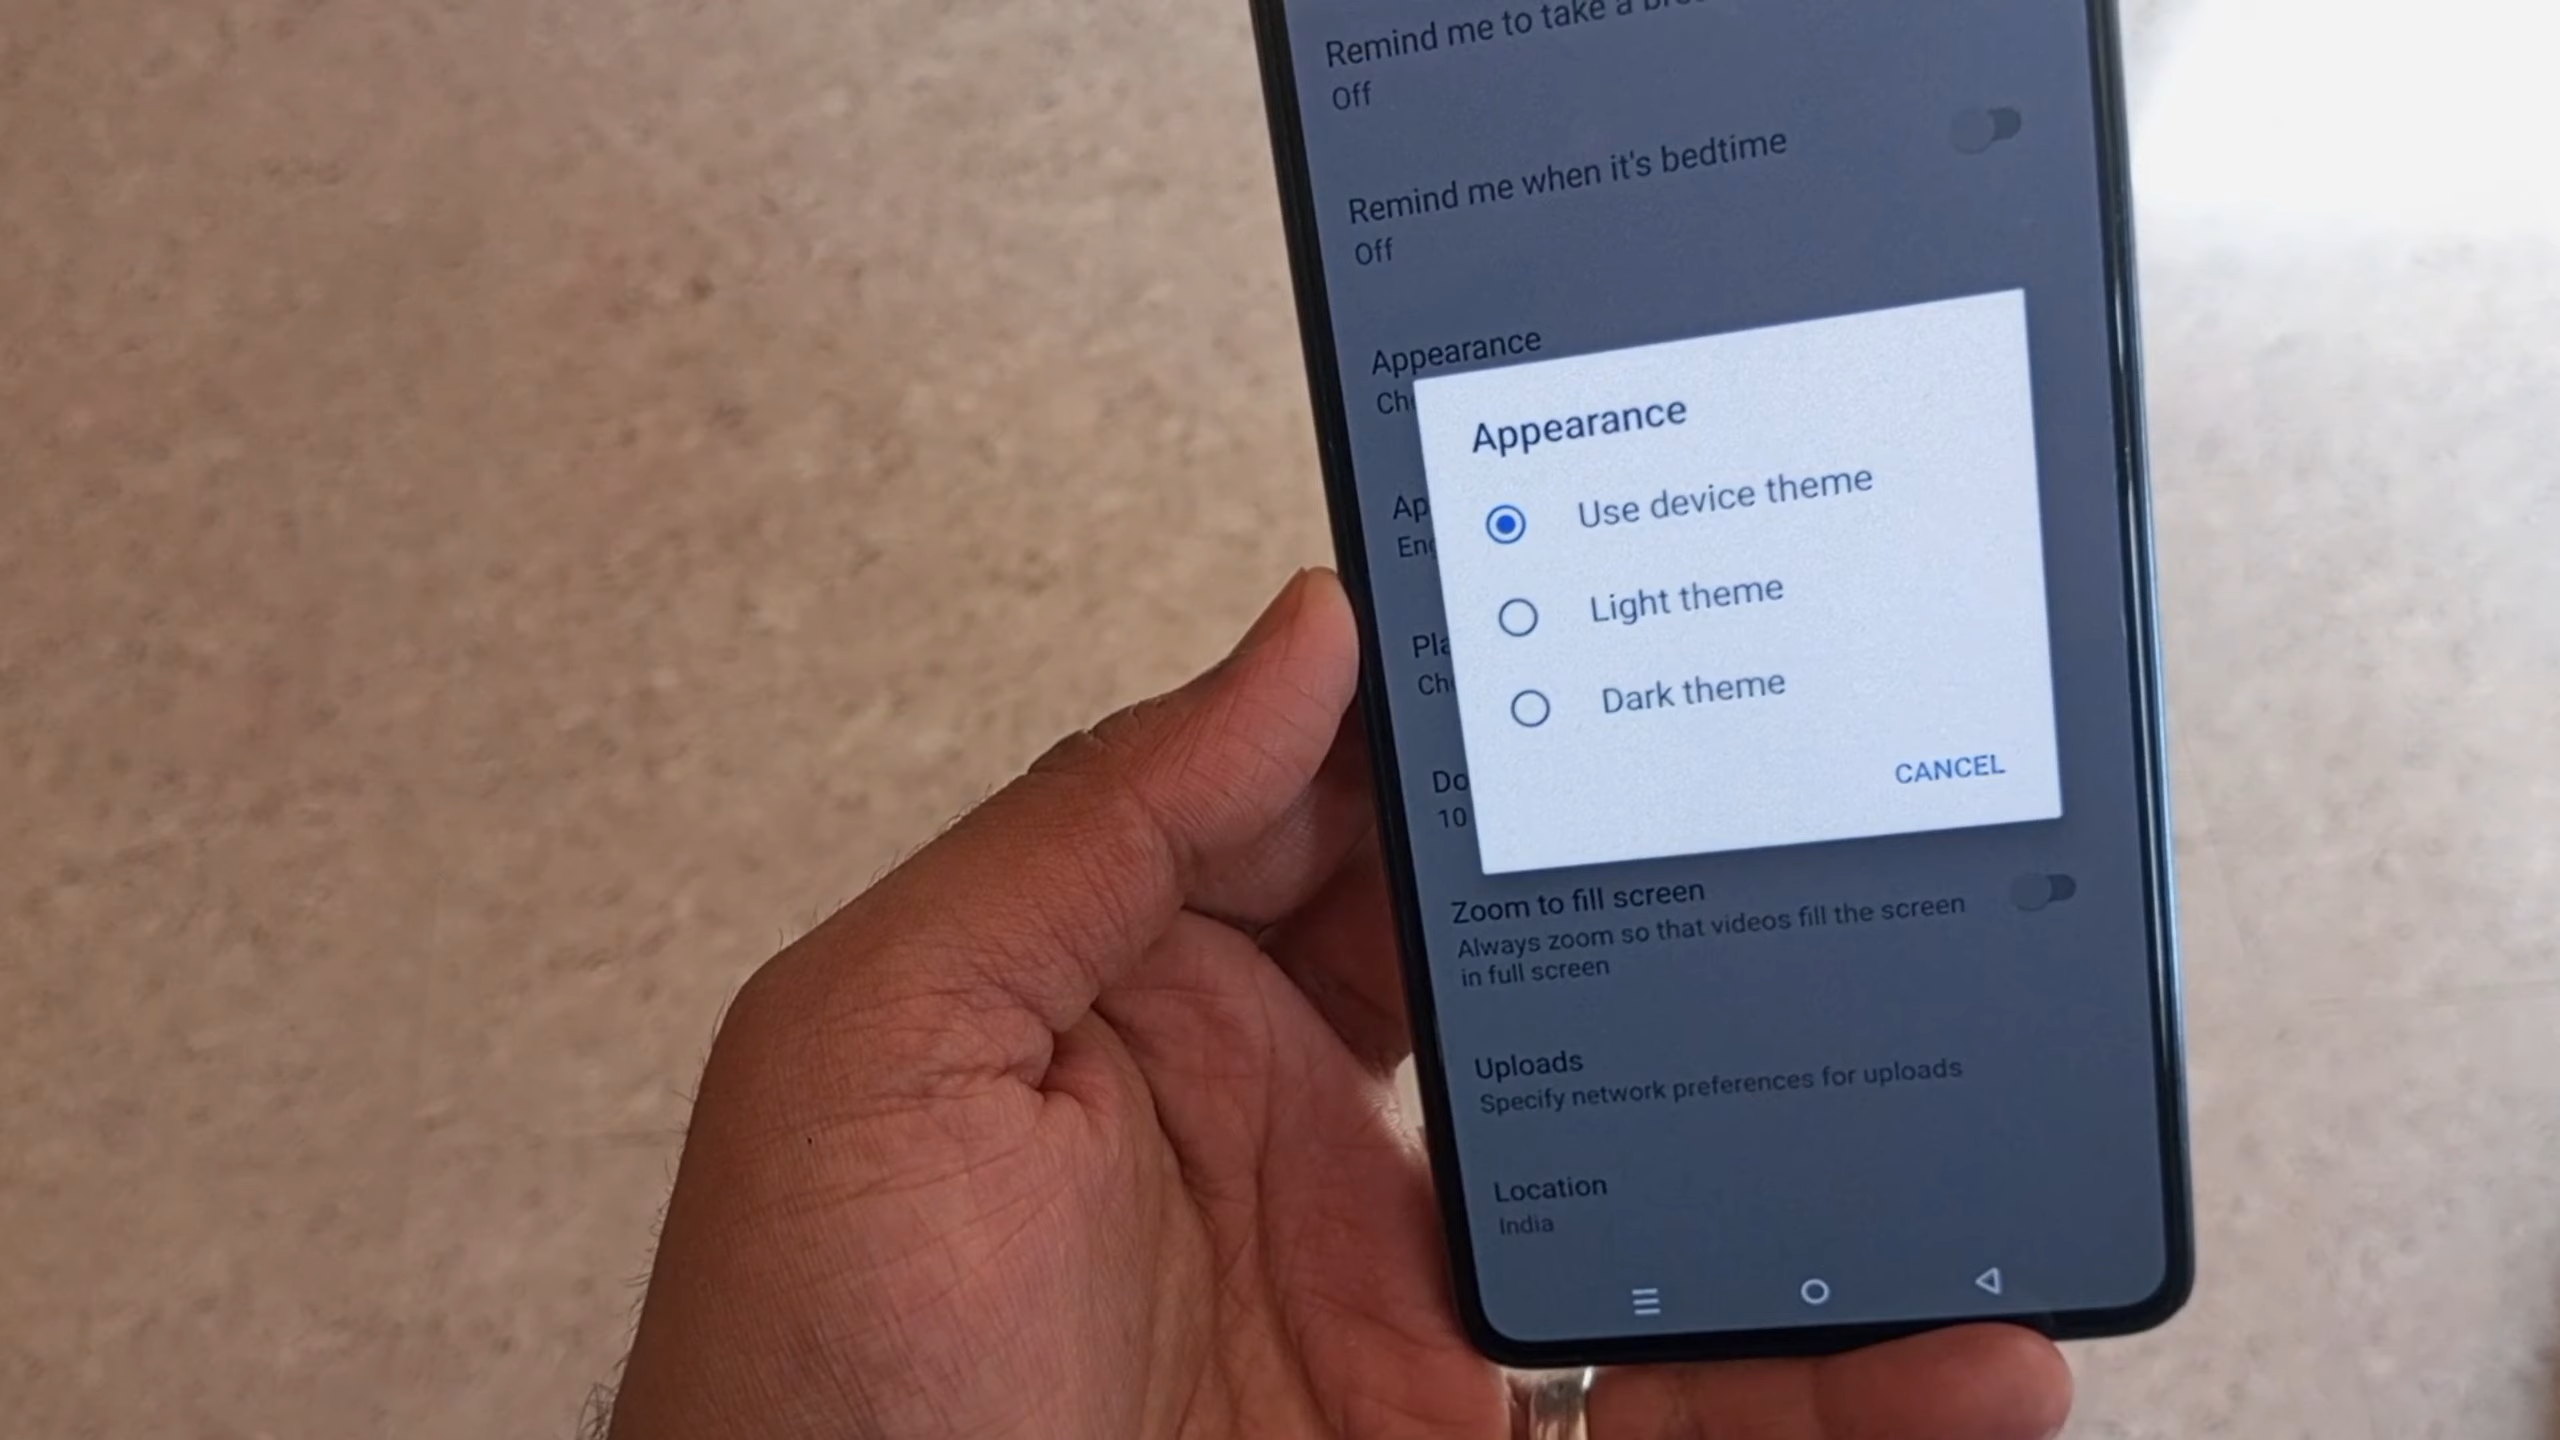 Remind me to take a
Off
Remind me when it's bedtime
Off
Appearance
Appearance
Use device theme
Light theme
Dark theme
CANCEL
10
Zoom to fill screen
Always zoom so that videos fill the screen
in full screen
Uploads
Specify network preferences for uploads
Location
India